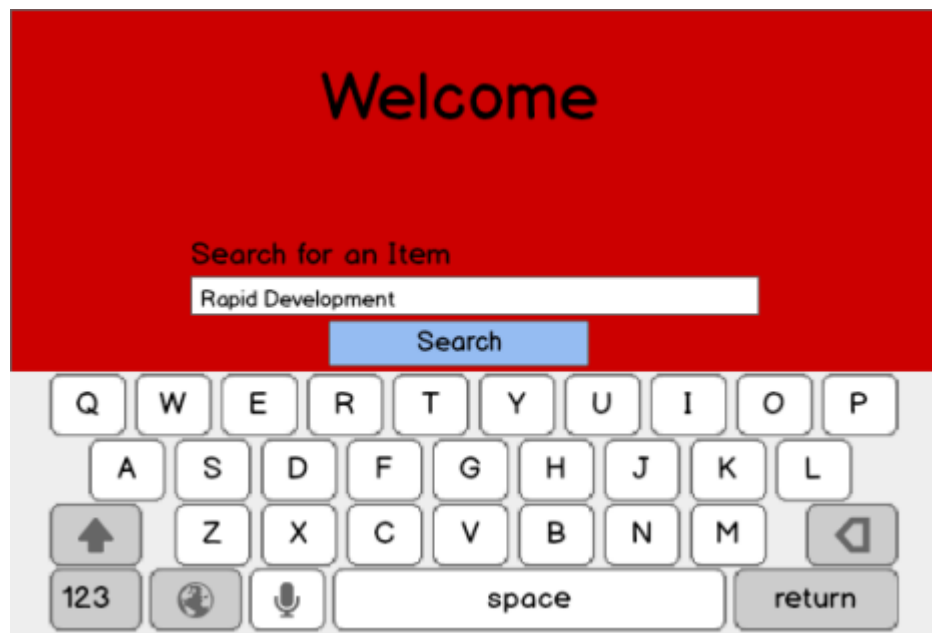 Welcome
Search for an Item
Rapid Development
Search
Q W E R T Y U I O P
A S D F G H J K L
Z X C V B N M
123 space return